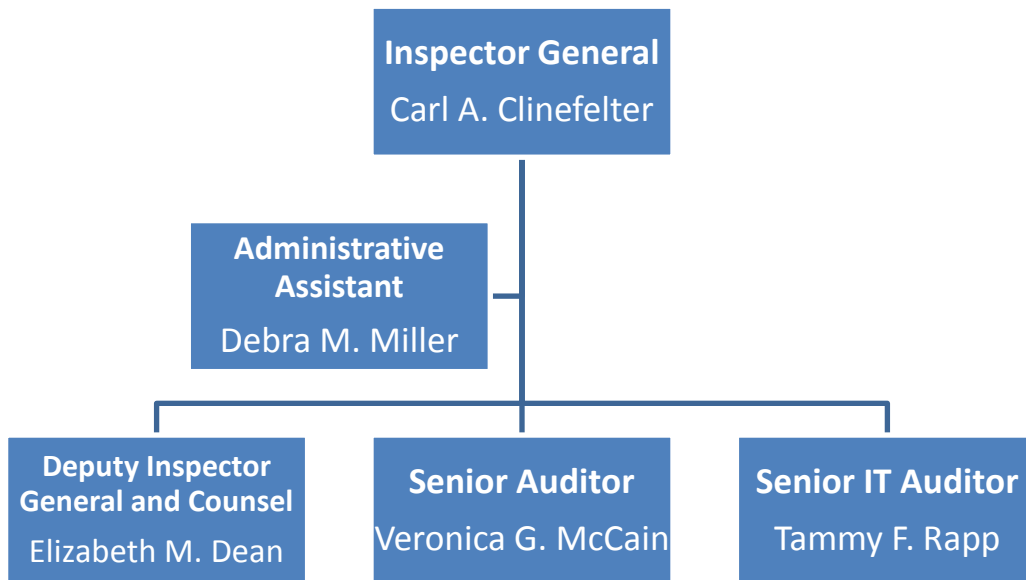 Inspector General
Carl A. Clinefelter
Administrative
Assistant
Debra M. Miller
Deputy Inspector
General and Counsel
Elizabeth M. Dean
Senior Auditor
Veronica G. McCain
Senior IT Auditor
Tammy F. Rapp